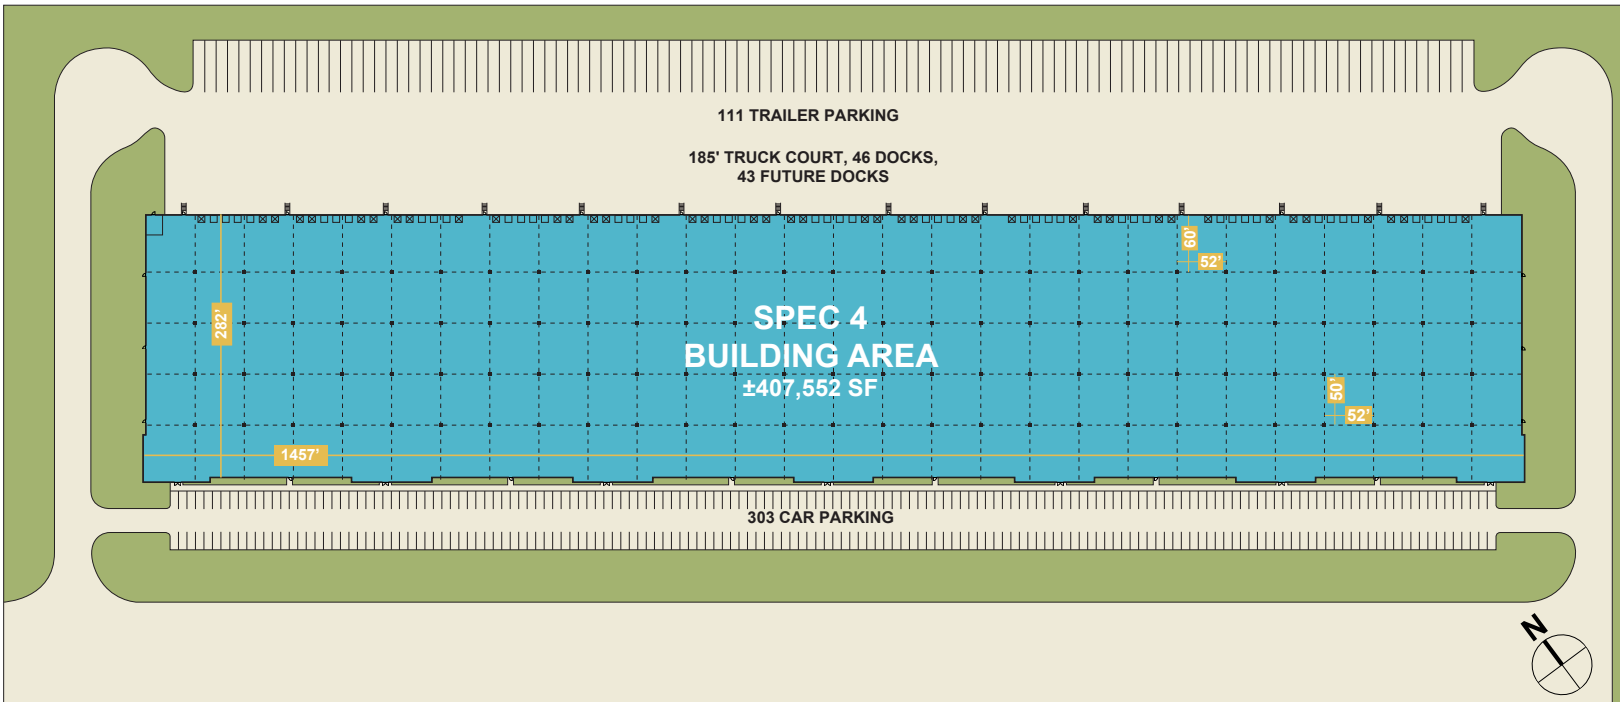 111 TRAILER PARKING
185' TRUCK COURT, 46 DOCKS,
43 FUTURE DOCKS
60'
52'
282'
SPEC 4
BUILDING AREA
±407,552 SF
50'
52'
1457'
303 CAR PARKING
N